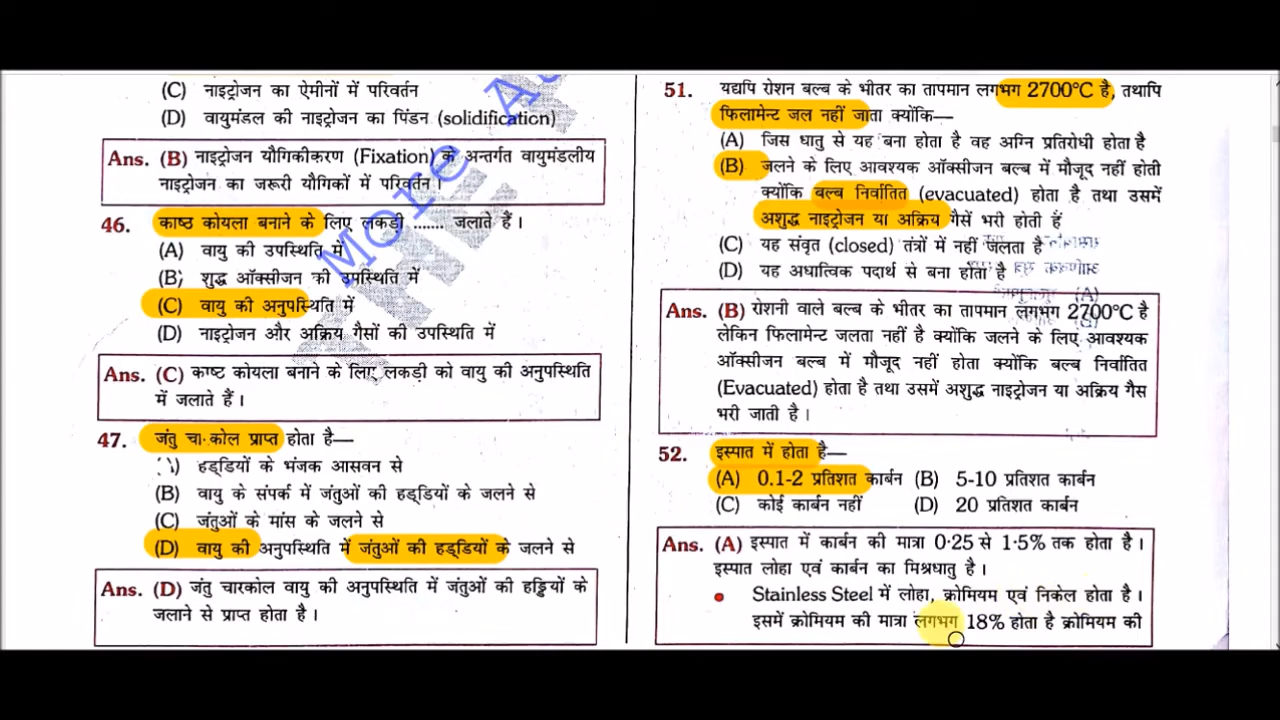 (C) नाइट्रोजन का ऐमीनों में परिवर्तन
(D) वायुमंडल की नाइट्रोजन का पिंडन (solidification)
Ans. (B) नाइट्रोजन यौगिकीकरण (Fixation) के अन्तर्गत वायुमंडलीय
नाइट्रोजन का जरूरी यौगिकों में परिवर्तन।
46. काष्ठ कोयला बनाने के लिए लकड़ी ....... जलाते हैं।
(A) वायु की उपस्थिति में
(B) शुद्ध ऑक्सीजन की उपस्थिति में
(C) वायु की अनुपस्थिति में
(D) नाइट्रोजन और अक्रिय गैसों की उपस्थिति में
Ans. (C) काष्ट कोयला बनाने के लिए लकड़ी को वायु की अनुपस्थिति
में जलाते हैं।
47. जंतु चारकोल प्राप्त होता है—
हड्डियों के भंजक आसवन से
(B) वायु के संपर्क में जंतुओं की हड्डियों के जलने से
(C) जंतुओं के मांस के जलने से
(D) वायु की अनुपस्थिति में जंतुओं की हड्डियों के जलने से
Ans. (D) जंतु चारकोल वायु की अनुपस्थिति में जंतुओं की हड्डियों के
जलाने से प्राप्त होता है।
More
51. यद्यपि रोशन बल्ब के भीतर का तापमान लगभग 2700°C है, तथापि
फिलामेन्ट जल नहीं जाता क्योंकि—
(A) जिस धातु से यह बना होता है वह अग्नि प्रतिरोधी होता है
(B) जलने के लिए आवश्यक ऑक्सीजन बल्ब में मौजूद नहीं होती
क्योंकि बल्ब निर्वातित (evacuated) होता है तथा उसमें
अशुद्ध नाइट्रोजन या अक्रिय गैसें भरी होती हैं
(C) यह संवृत (closed) तंत्रों में नहीं जलता है
(D) यह अधात्विक पदार्थ से बना होता है
Ans. (B) रोशनी वाले बल्ब के भीतर का तापमान लगभग 2700°C है
लेकिन फिलामेन्ट जलता नहीं है क्योंकि जलने के लिए आवश्यक
ऑक्सीजन बल्ब में मौजूद नहीं होता क्योंकि बल्ब निर्वातित
(Evacuated) होता है तथा उसमें अशुद्ध नाइट्रोजन या अक्रिय गैस
भरी जाती है।
52. इस्पात में होता है—
(A) 0.1-2 प्रतिशत कार्बन (B) 5-10 प्रतिशत कार्बन
(C) कोई कार्बन नहीं (D) 20 प्रतिशत कार्बन
Ans. (A) इस्पात में कार्बन की मात्रा 0.25 से 1.5% तक होता है।
इस्पात लोहा एवं कार्बन का मिश्रधातु है।
• Stainless Steel में लोहा, क्रोमियम एवं निकेल होता है।
इसमें क्रोमियम की मात्रा लगभग 18% होता है क्रोमियम की